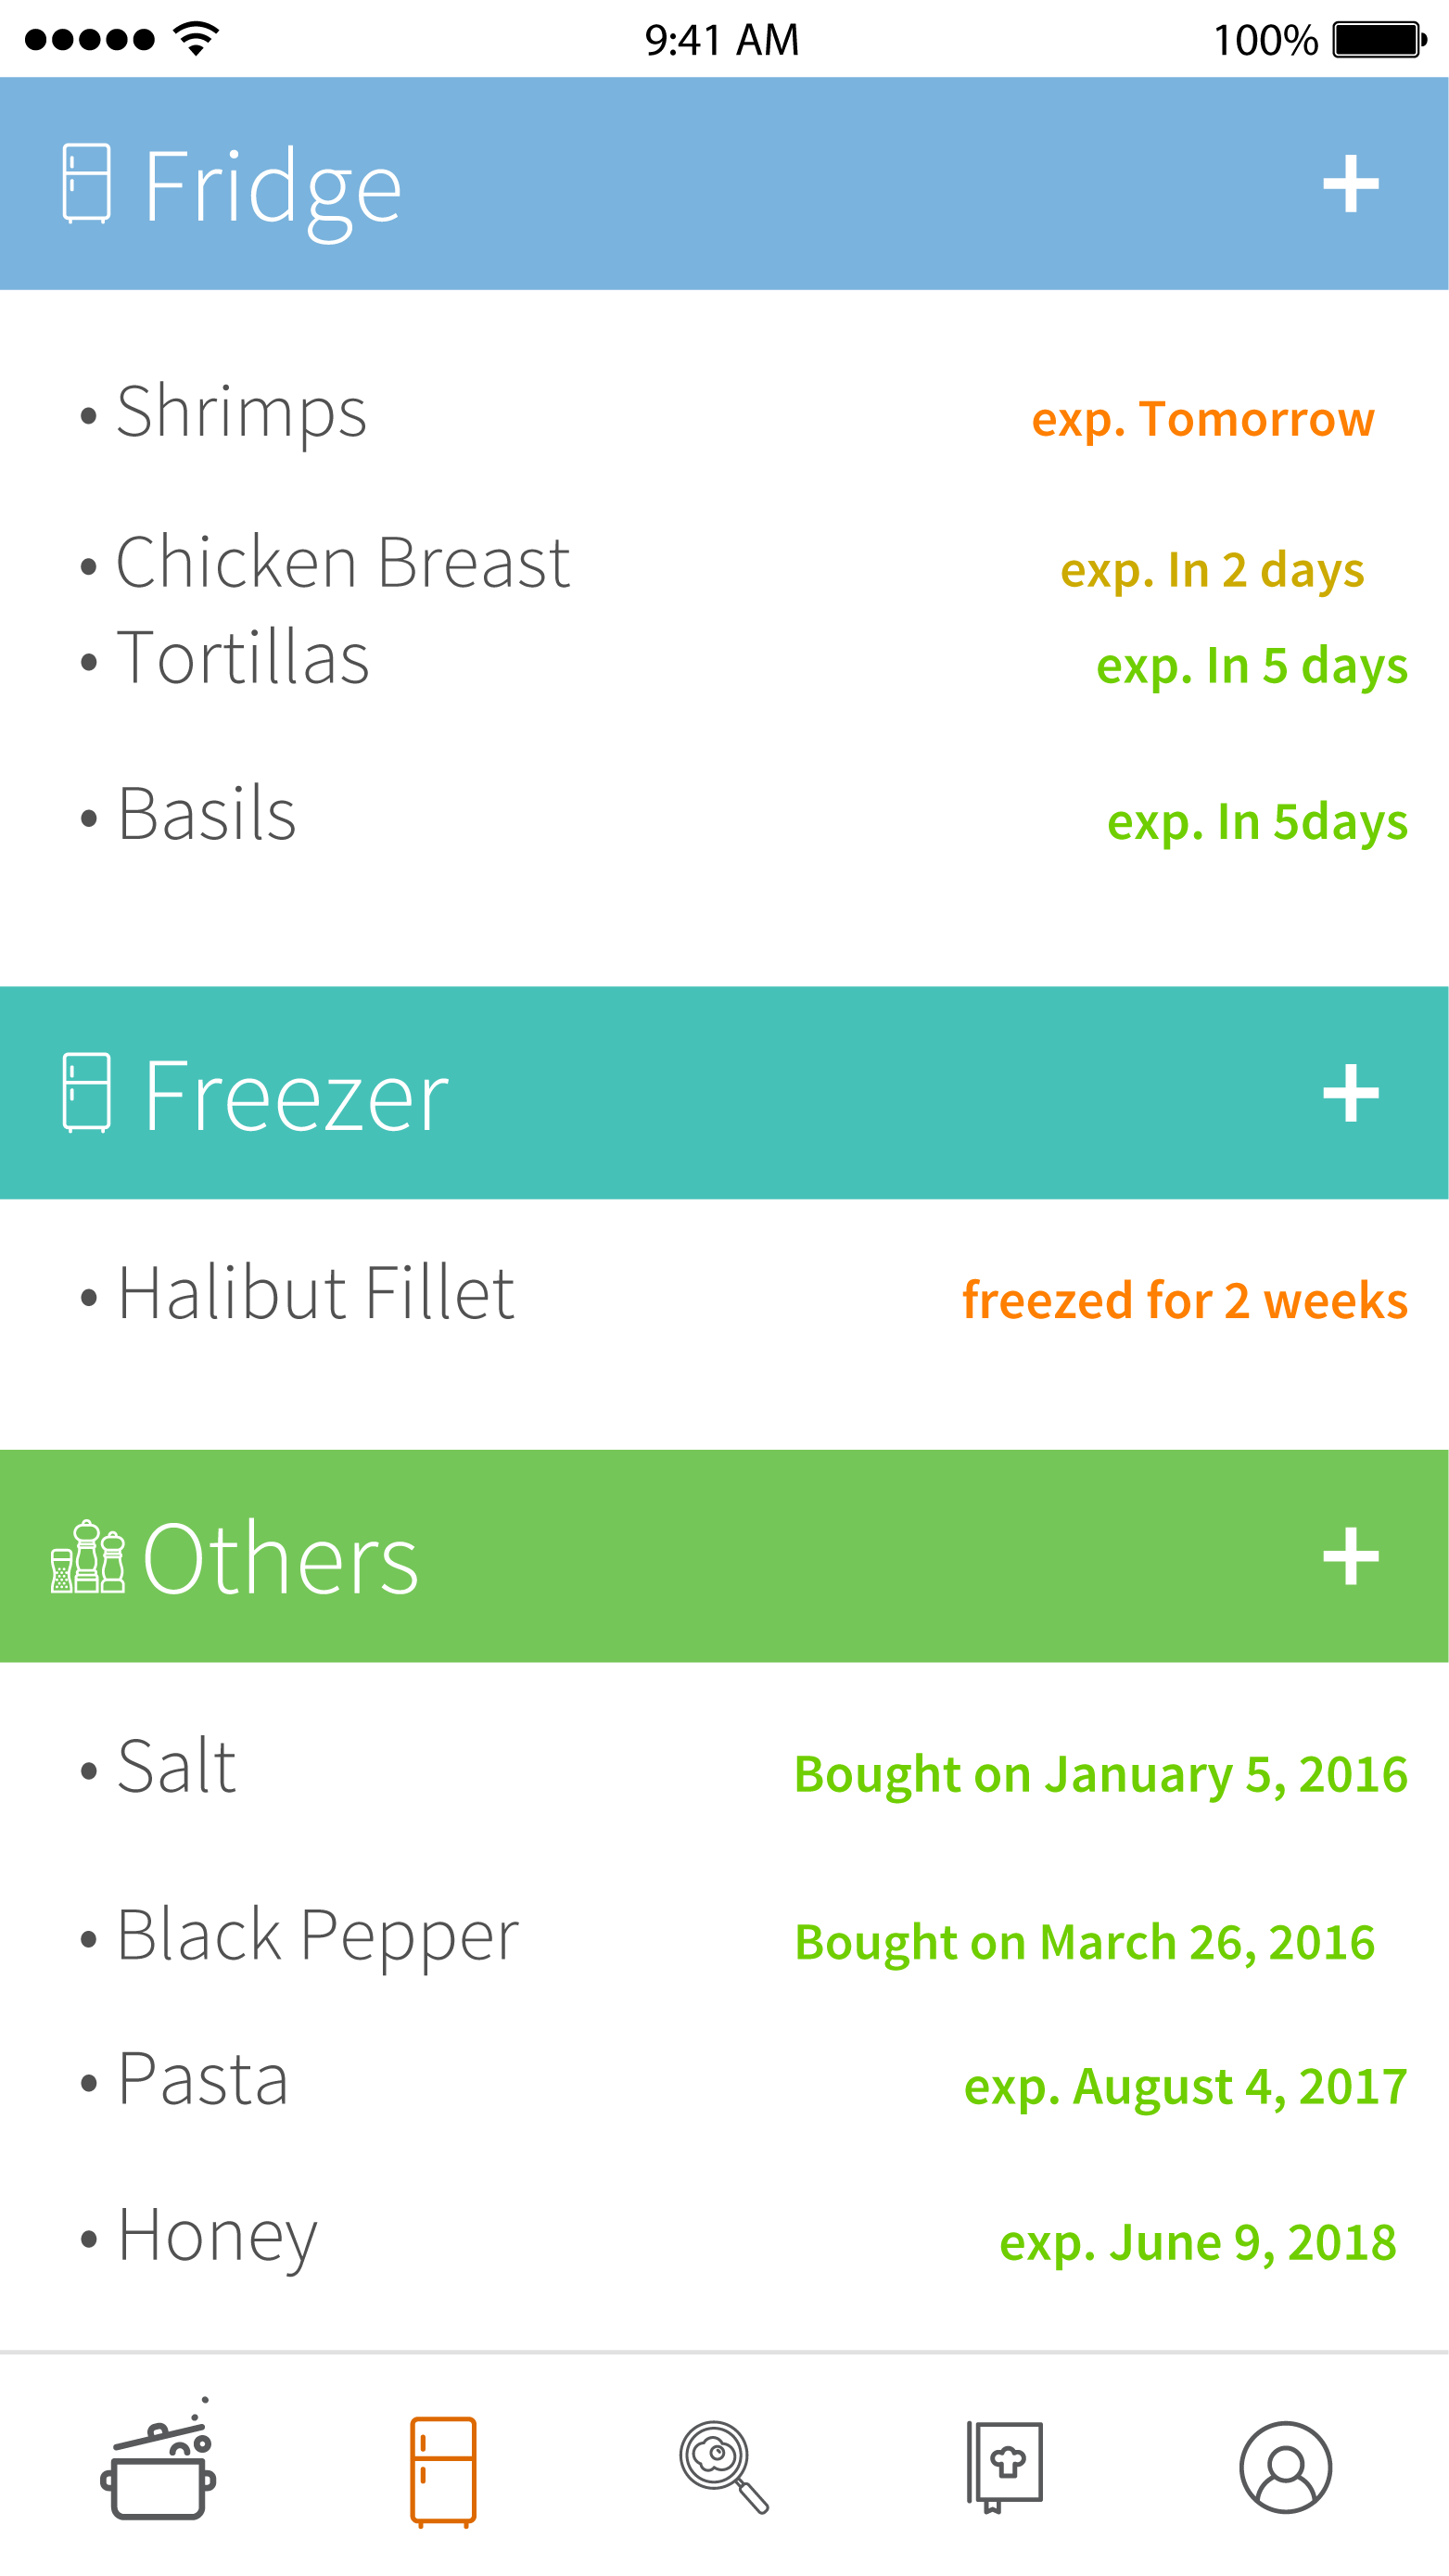 9:41 AM 100%
Fridge +
• Shrimps exp. Tomorrow
• Chicken Breast exp. In 2 days
• Tortillas exp. In 5 days
• Basils exp. In 5days
Freezer +
• Halibut Fillet freezed for 2 weeks
Others +
• Salt Bought on January 5, 2016
• Black Pepper Bought on March 26, 2016
• Pasta exp. August 4, 2017
• Honey exp. June 9, 2018